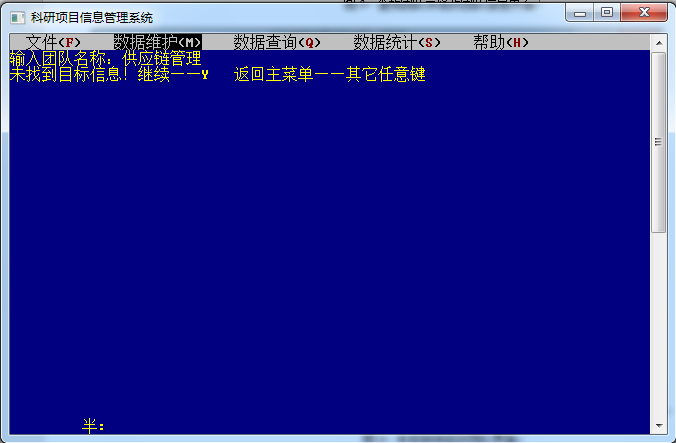 科研项目信息管理系统
文件(F) 数据维护(M) 数据查询(Q) 数据统计(S) 帮助(H)
输入团队名称：供应链管理
未找到目标信息！继续——Y 返回主菜单——其它任意键
半：